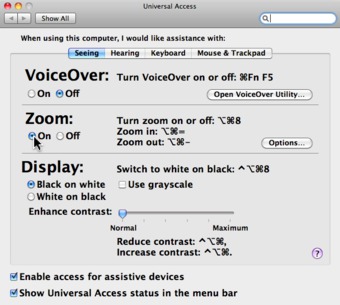 Universal Access
Show All
When using this computer, I would like assistance with:
Seeing Hearing Keyboard Mouse & Trackpad
VoiceOver: Turn VoiceOver on or off: ⌘Fn F5
On Off Open VoiceOver Utility...
Zoom: Turn zoom on or off: ⌥⌘8
On Off Zoom in: ⌥⌘=
Zoom out: ⌥⌘-
Options...
Display: Switch to white on black: ^⌥⌘8
Black on white Use grayscale
White on black
Enhance contrast:
Normal Maximum
Reduce contrast: ^⌥⌘,
Increase contrast: ^⌥⌘.
?
Enable access for assistive devices
Show Universal Access status in the menu bar